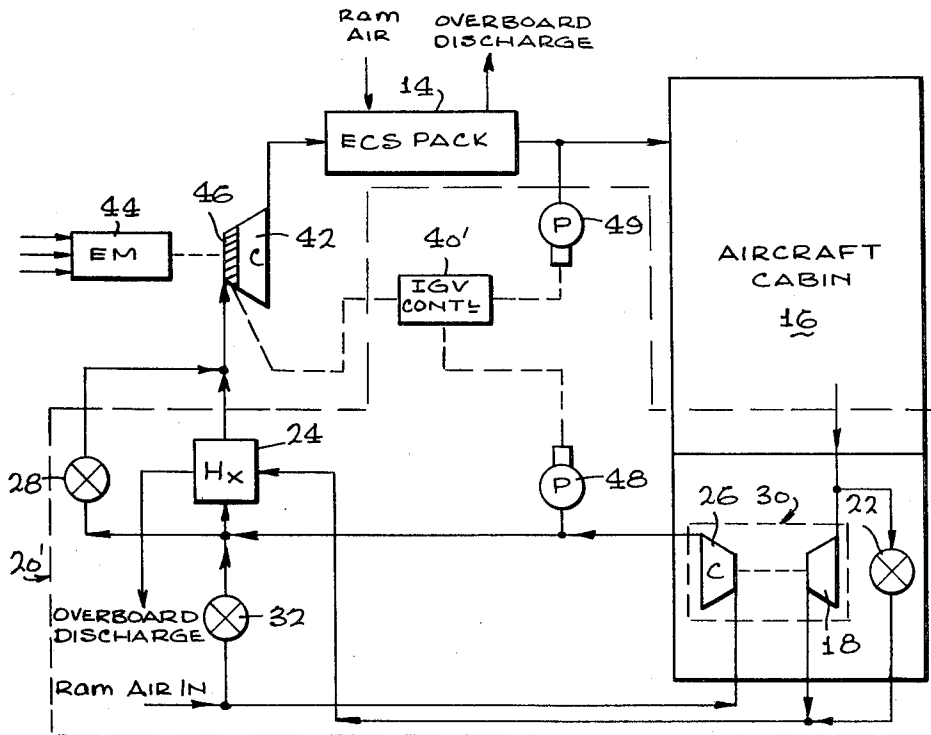 Ram
AIR
OVERBOARD
DISCHARGE
14
ECS PACK
46
44
EM
42
C
P
49
40'
IGV
CONTL
AIRCRAFT
CABIN
16
24
HX
28
P
48
26
30
22
C
20'
OVERBOARD
DISCHARGE
32
18
Ram AIR IN